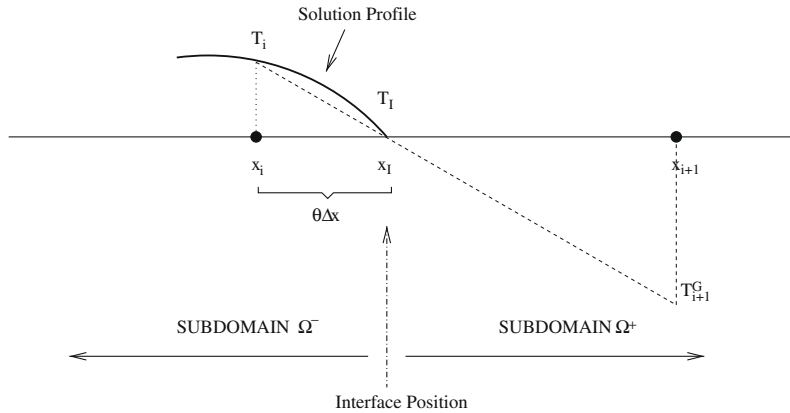 Solution Profile
T_i
T_I
x_i
x_I
x_{i+1}
θΔx
T^G_{i+1}
SUBDOMAIN Ω⁻
SUBDOMAIN Ω⁺
Interface Position